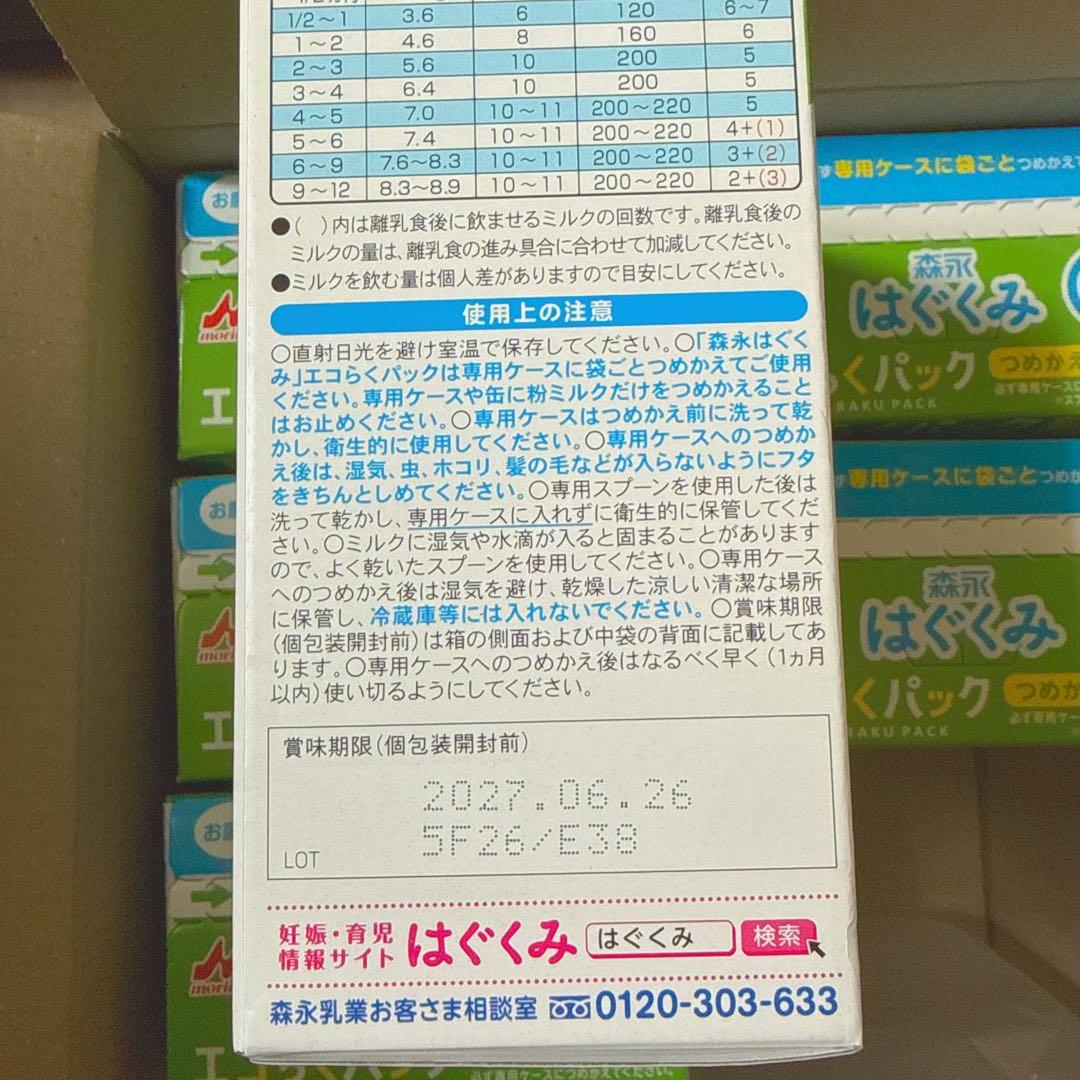 1/2～1 3.6 6 120 6～7
1～2 4.6 8 160 6
2～3 5.6 10 200 5
3～4 6.4 10 200 5
4～5 7.0 10～11 200～220 5
5～6 7.4 10～11 200～220 4+(1)
6～9 7.6～8.3 10～11 200～220 3+(2)
9～12 8.3～8.9 10～11 200～220 2+(3)
●( )内は離乳食後に飲ませるミルクの回数です。離乳食後の
ミルクの量は、離乳食の進み具合に合わせて加減してください。
●ミルクを飲む量は個人差がありますので目安にしてください。
使用上の注意
○直射日光を避け室温で保存してください。○「森永はぐく
み」エコらくパックは専用ケースに袋ごとつめかえてご使用
ください。専用ケースや缶に粉ミルクだけをつめかえること
はお止めください。○専用ケースはつめかえ前に洗って乾
かし、衛生的に使用してください。○専用ケースへのつめか
え後は、湿気、虫、ホコリ、髪の毛などが入らないようにフタ
をきちんとしめてください。○専用スプーンを使用した後は
洗って乾かし、専用ケースに入れずに衛生的に保管してくだ
さい。○ミルクに湿気や水滴が入ると固まることがあります
ので、よく乾いたスプーンを使用してください。○専用ケース
へのつめかえ後は湿気を避け、乾燥した涼しい清潔な場所
に保管し、冷蔵庫等には入れないでください。○賞味期限
(個包装開封前)は箱の側面および中袋の背面に記載してあ
ります。○専用ケースへのつめかえ後はなるべく早く(1ヵ月
以内)使い切るようにしてください。
賞味期限(個包装開封前)
2027.06.26
5F26/E38
LOT
妊娠・育児
情報サイト
はぐくみ
はぐくみ
検索
森永乳業お客さま相談室 0120-303-633
専用ケースに袋ごとつめかえ
森永
はぐくみ
くパック
つめかえ
RAKU PACK
専用ケースに袋ごとつめか
森永
はぐくみ
くパック
つめか
RAKU PACK